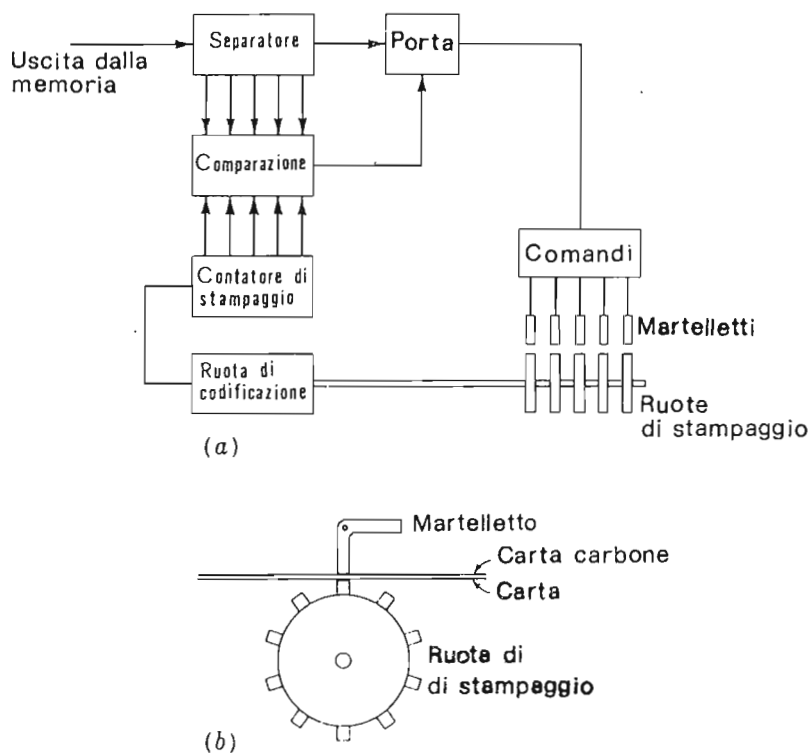 Separatore
Porta
Uscita dalla
memoria
Comparazione
Comandi
Contatore di
stampaggio
Martelletti
Ruota di
codificazione
Ruote
di stampaggio
(a)
Martelletto
Carta carbone
Carta
Ruota di
di stampaggio
(b)